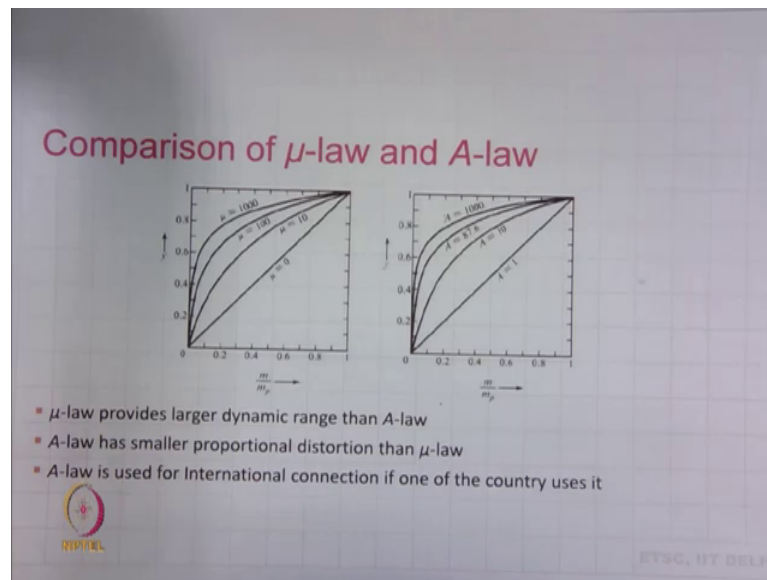 Comparison of μ-law and A-law
1
0.8
0.6
0.4
0.2
0
0.2
0.4
0.6
0.8
1
μ = 1000
μ = 100
μ = 10
μ = 0
y
m
mp
1
0.8
0.6
0.4
0.2
0
0.2
0.4
0.6
0.8
1
A = 1000
A = 87.6
A = 10
A = 1
m
mp
▪ μ-law provides larger dynamic range than A-law
▪ A-law has smaller proportional distortion than μ-law
▪ A-law is used for International connection if one of the country uses it
NPTEL
ETSC, IIT DELH